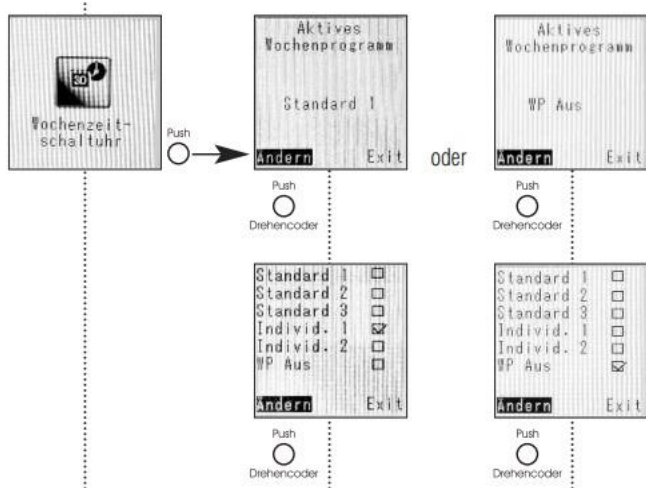 Wochenzeit-
schaltuhr
Push
Aktives
Wochenprogramm
Standard 1
Ändern Exit
oder
Aktives
Wochenprogramm
WP Aus
Ändern Exit
Push
Drehencoder
Push
Drehencoder
Standard 1
Standard 2
Standard 3
Individ. 1
Individ. 2
WP Aus
Ändern Exit
Standard 1
Standard 2
Standard 3
Individ. 1
Individ. 2
WP Aus
Ändern Exit
Push
Drehencoder
Push
Drehencoder